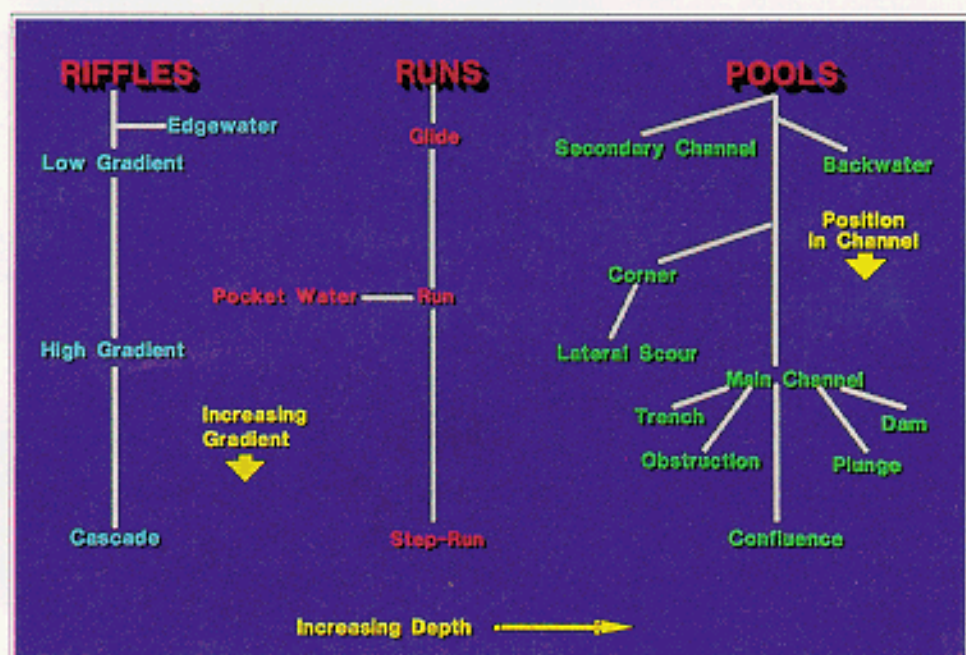 RIFFLES
Edgewater
Low Gradient
High Gradient
Increasing
Gradient
Cascade
RUNS
Glide
Pocket Water
Run
Step-Run
POOLS
Secondary Channel
Backwater
Position
in Channel
Corner
Lateral Scour
Main Channel
Trench
Dam
Obstruction
Plunge
Confluence
Increasing Depth